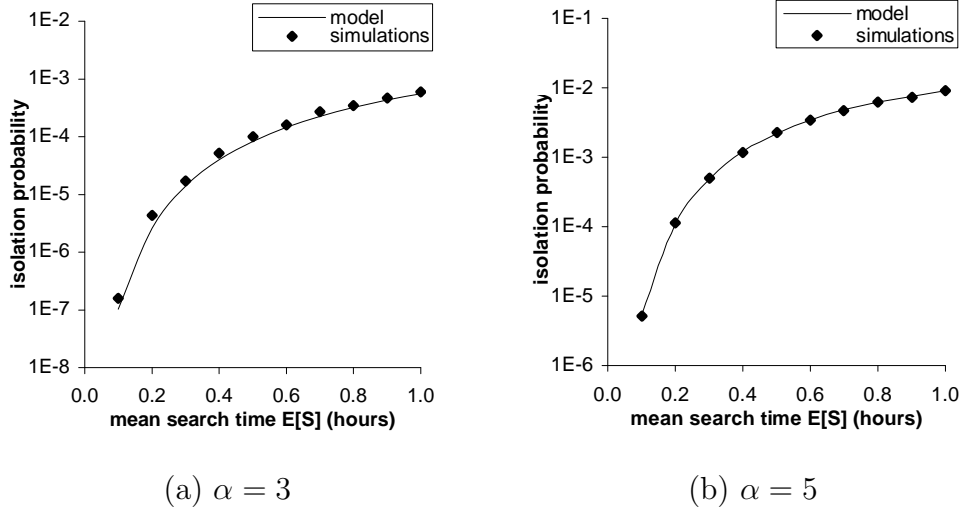 model
simulations
1E-2
1E-3
1E-4
1E-5
1E-6
1E-7
1E-8
isolation probability
0.0 0.2 0.4 0.6 0.8 1.0
mean search time E[S] (hours)
(a) α = 3
model
simulations
1E-1
1E-2
1E-3
1E-4
1E-5
1E-6
isolation probability
0.0 0.2 0.4 0.6 0.8 1.0
mean search time E[S] (hours)
(b) α = 5